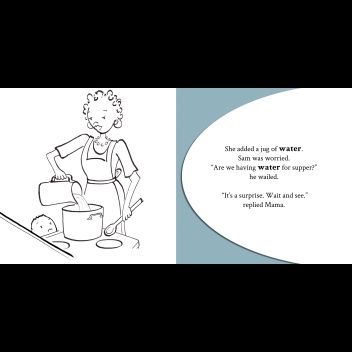 She added a jug of water.
Sam was worried.
"Are we having water for supper?"
he wailed.
"It's a surprise. Wait and see."
replied Mama.